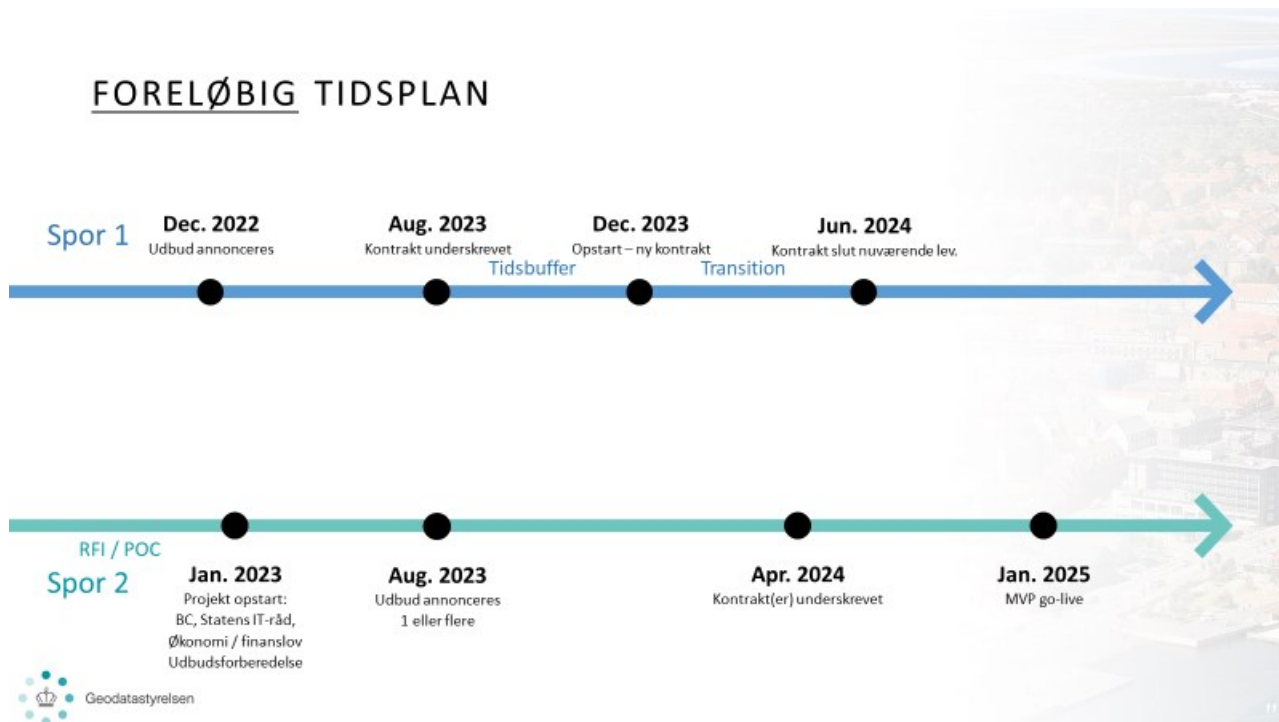 FORELØBIG TIDSPLAN
Spor 1
Dec. 2022
Udbud annonceres
Aug. 2023
Kontrakt underskrevet
Tidsbuffer
Dec. 2023
Opstart – ny kontrakt
Transition
Jun. 2024
Kontrakt slut nuværende lev.
RFI / POC
Spor 2
Jan. 2023
Projekt opstart:
BC, Statens IT-råd,
Økonomi / finanslov
Udbudsforberedelse
Aug. 2023
Udbud annonceres
1 eller flere
Apr. 2024
Kontrakt(er) underskrevet
Jan. 2025
MVP go-live
Geodatastyrelsen
11